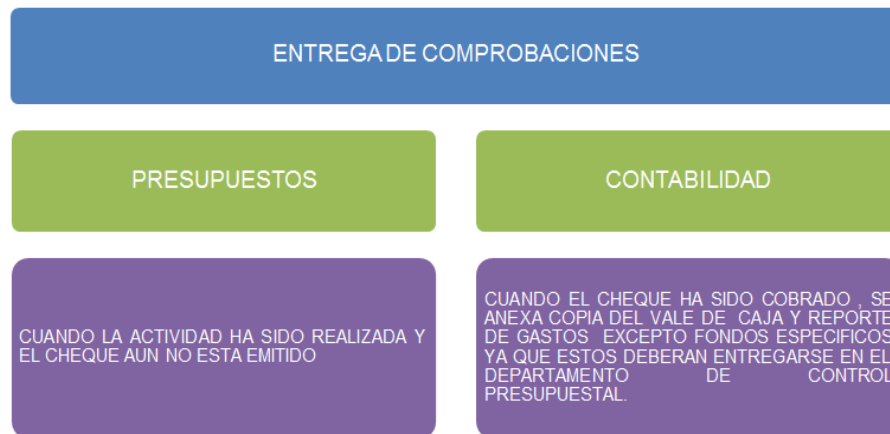 ENTREGA DE COMPROBACIONES
PRESUPUESTOS
CONTABILIDAD
CUANDO LA ACTIVIDAD HA SIDO REALIZADA Y
EL CHEQUE AUN NO ESTA EMITIDO
CUANDO EL CHEQUE HA SIDO COBRADO , SE
ANEXA COPIA DEL VALE DE CAJA Y REPORTE
DE GASTOS EXCEPTO FONDOS ESPECIFICOS
YA QUE ESTOS DEBERAN ENTREGARSE EN EL
DEPARTAMENTO DE CONTROL
PRESUPUESTAL.